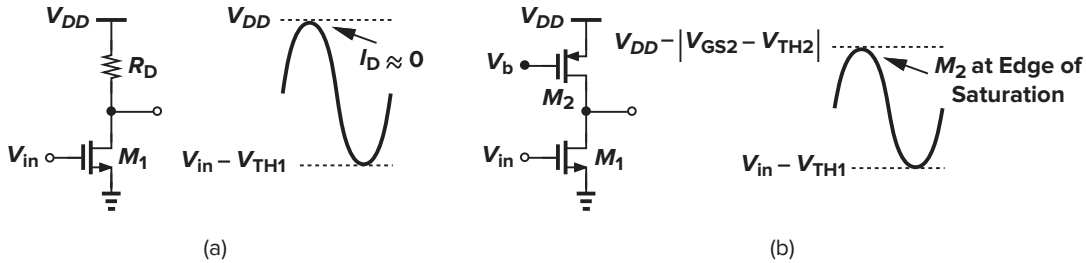 V_DD
R_D
V_in
M_1
V_DD
I_D ≈ 0
V_in − V_TH1
(a)
V_DD
V_b
M_2
V_in
M_1
V_DD − |V_GS2 − V_TH2|
M_2 at Edge of
Saturation
V_in − V_TH1
(b)